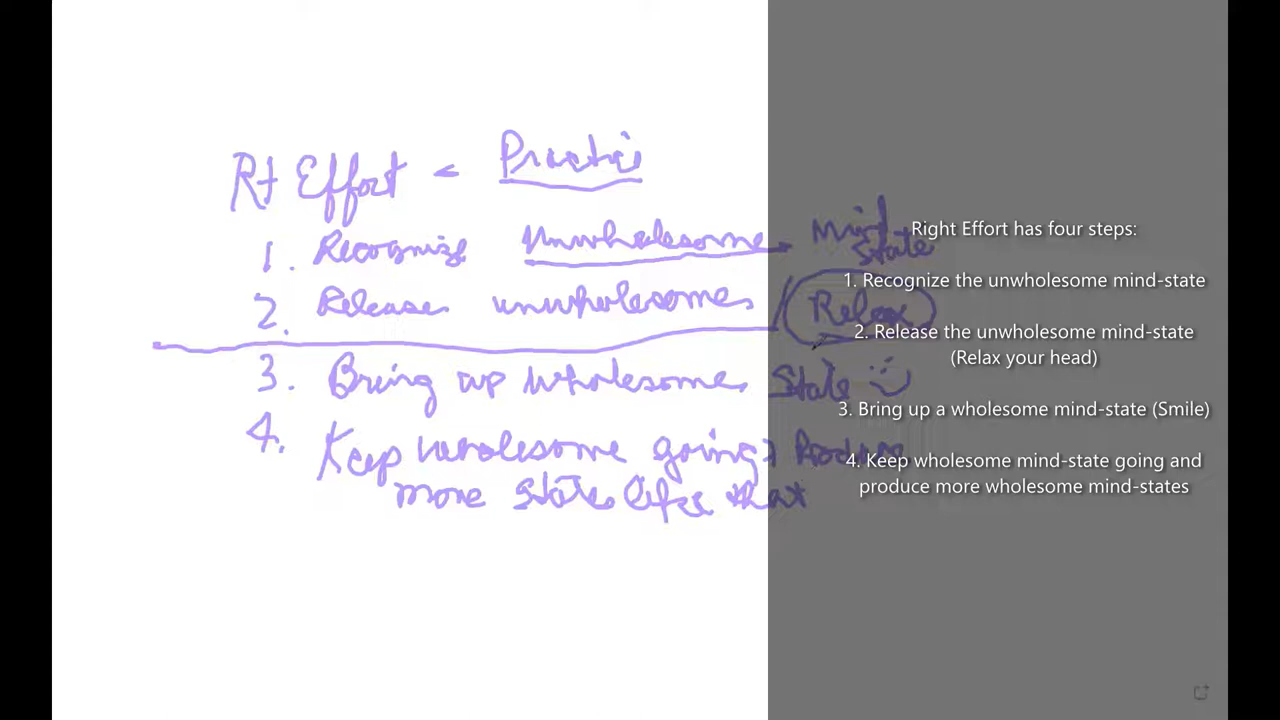 Rt Effort < Practice
1. Recognize Unwholesome Mind State
2. Release unwholesome / Relax
3. Bring up wholesome State
4. Keep wholesome going & Produce
more state like that
Right Effort has four steps:
1. Recognize the unwholesome mind-state
2. Release the unwholesome mind-state
(Relax your head)
3. Bring up a wholesome mind-state (Smile)
4. Keep wholesome mind-state going and
produce more wholesome mind-states